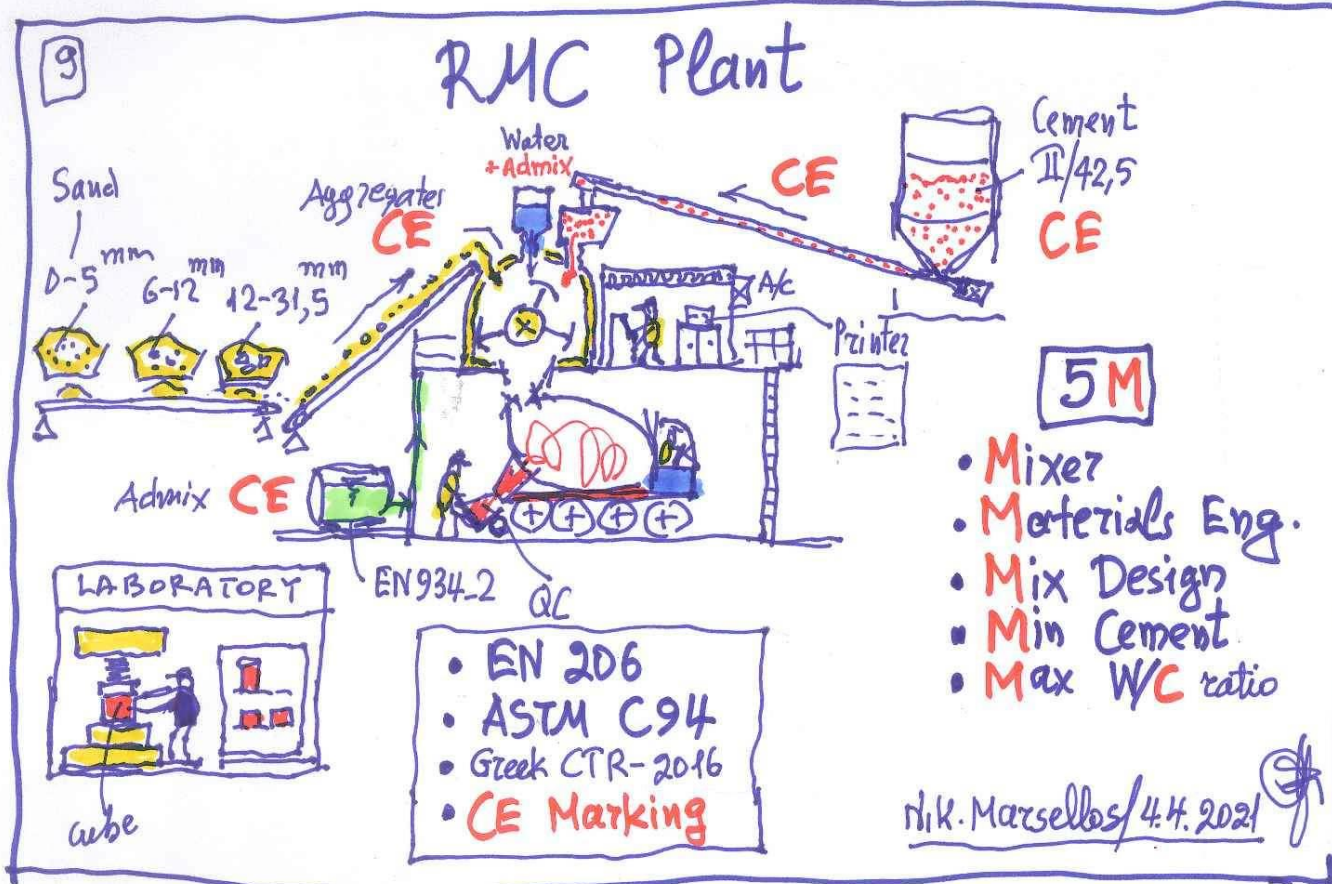 9
RMC Plant
Water
+Admix
Cement
II/42,5
CE
CE
Sand
Aggregates
CE
0-5 mm
6-12 mm
12-31,5 mm
A/C
Printer
5M
Admix CE
EN934-2
QC
• Mixer
• Materials Eng.
• Mix Design
• Min Cement
• Max W/C ratio
LABORATORY
cube
• EN 206
• ASTM C94
• Greek CTR-2016
• CE Marking
Nik. Marsellos/4.4.2021